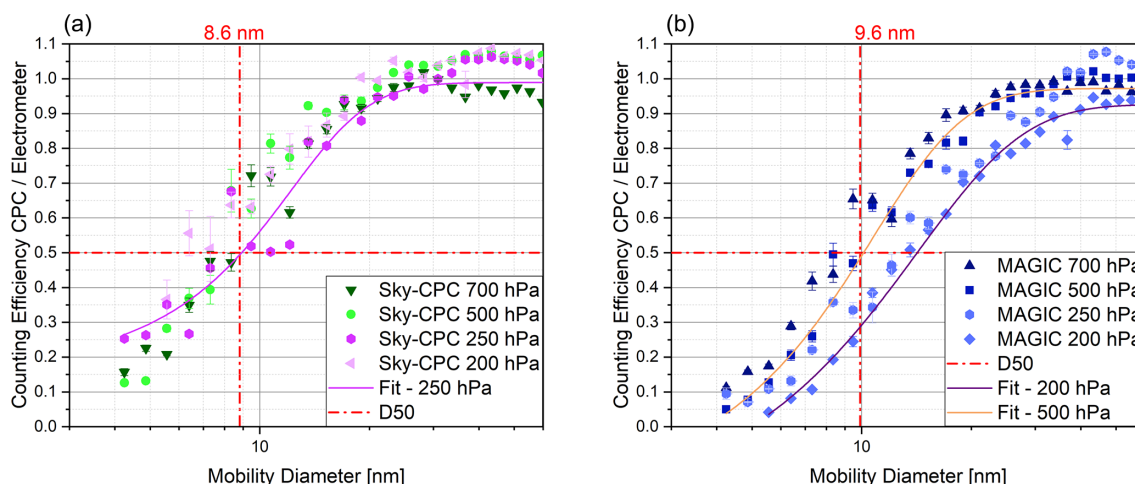 (a)
8.6 nm
1.1
1.0
0.9
0.8
0.7
0.6
0.5
0.4
0.3
0.2
0.1
0.0
Counting Efficiency CPC / Electrometer
Sky-CPC 700 hPa
Sky-CPC 500 hPa
Sky-CPC 250 hPa
Sky-CPC 200 hPa
Fit - 250 hPa
D50
10
Mobility Diameter [nm]
(b)
9.6 nm
1.1
1.0
0.9
0.8
0.7
0.6
0.5
0.4
0.3
0.2
0.1
0.0
Counting Efficiency CPC / Electrometer
MAGIC 700 hPa
MAGIC 500 hPa
MAGIC 250 hPa
MAGIC 200 hPa
D50
Fit - 200 hPa
Fit - 500 hPa
10
Mobility Diameter [nm]